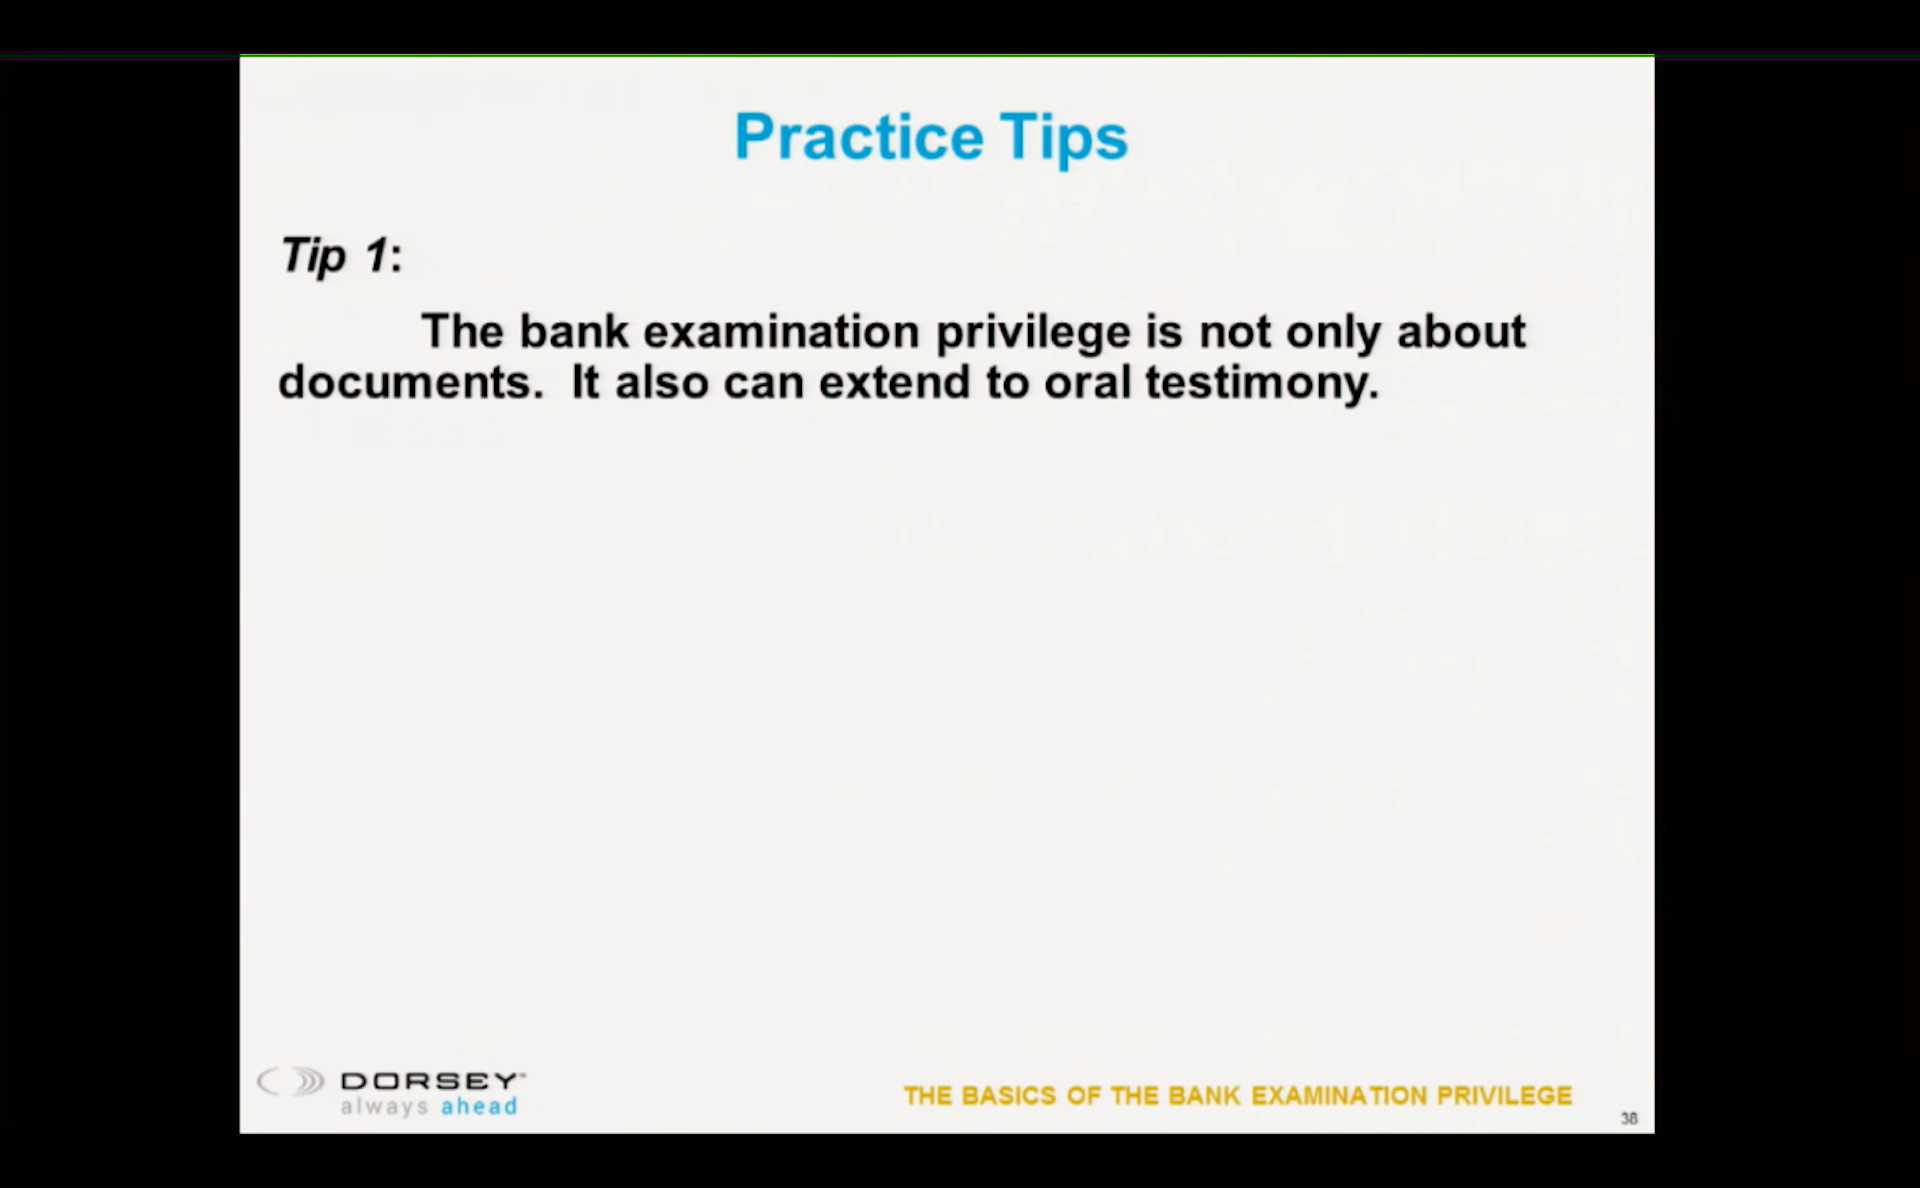 Practice Tips
Tip 1:
The bank examination privilege is not only about
documents.  It also can extend to oral testimony.
DORSEY™
always ahead
THE BASICS OF THE BANK EXAMINATION PRIVILEGE
38